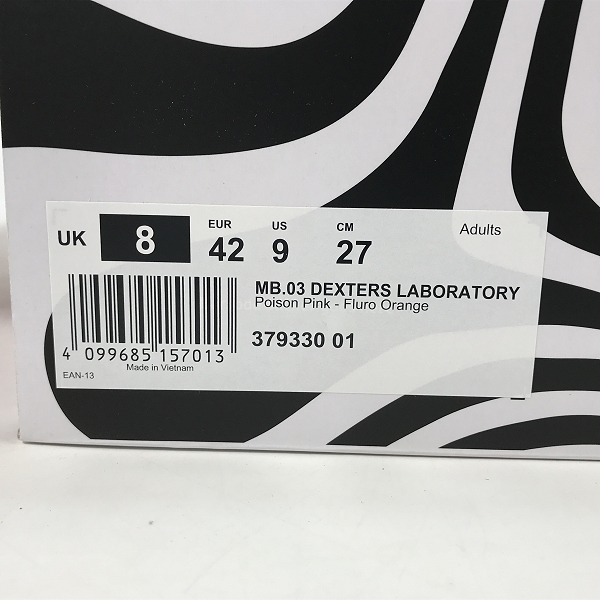 UK 8 EUR 42 US 9 CM 27 Adults
MB.03 DEXTERS LABORATORY
Poison Pink - Fluro Orange
379330 01
4 099685 157013
EAN-13 Made in Vietnam